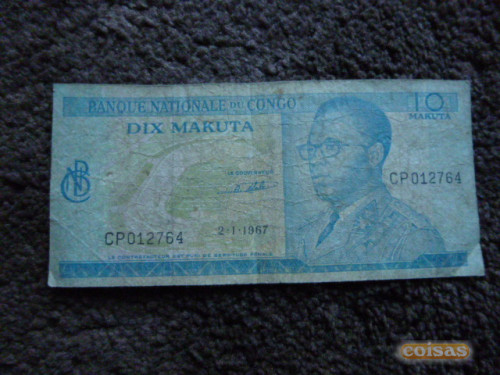 BANQUE NATIONALE DU CONGO
10
MAKUTA
DIX MAKUTA
CP012764
CP012764
2-1-1967
coisas